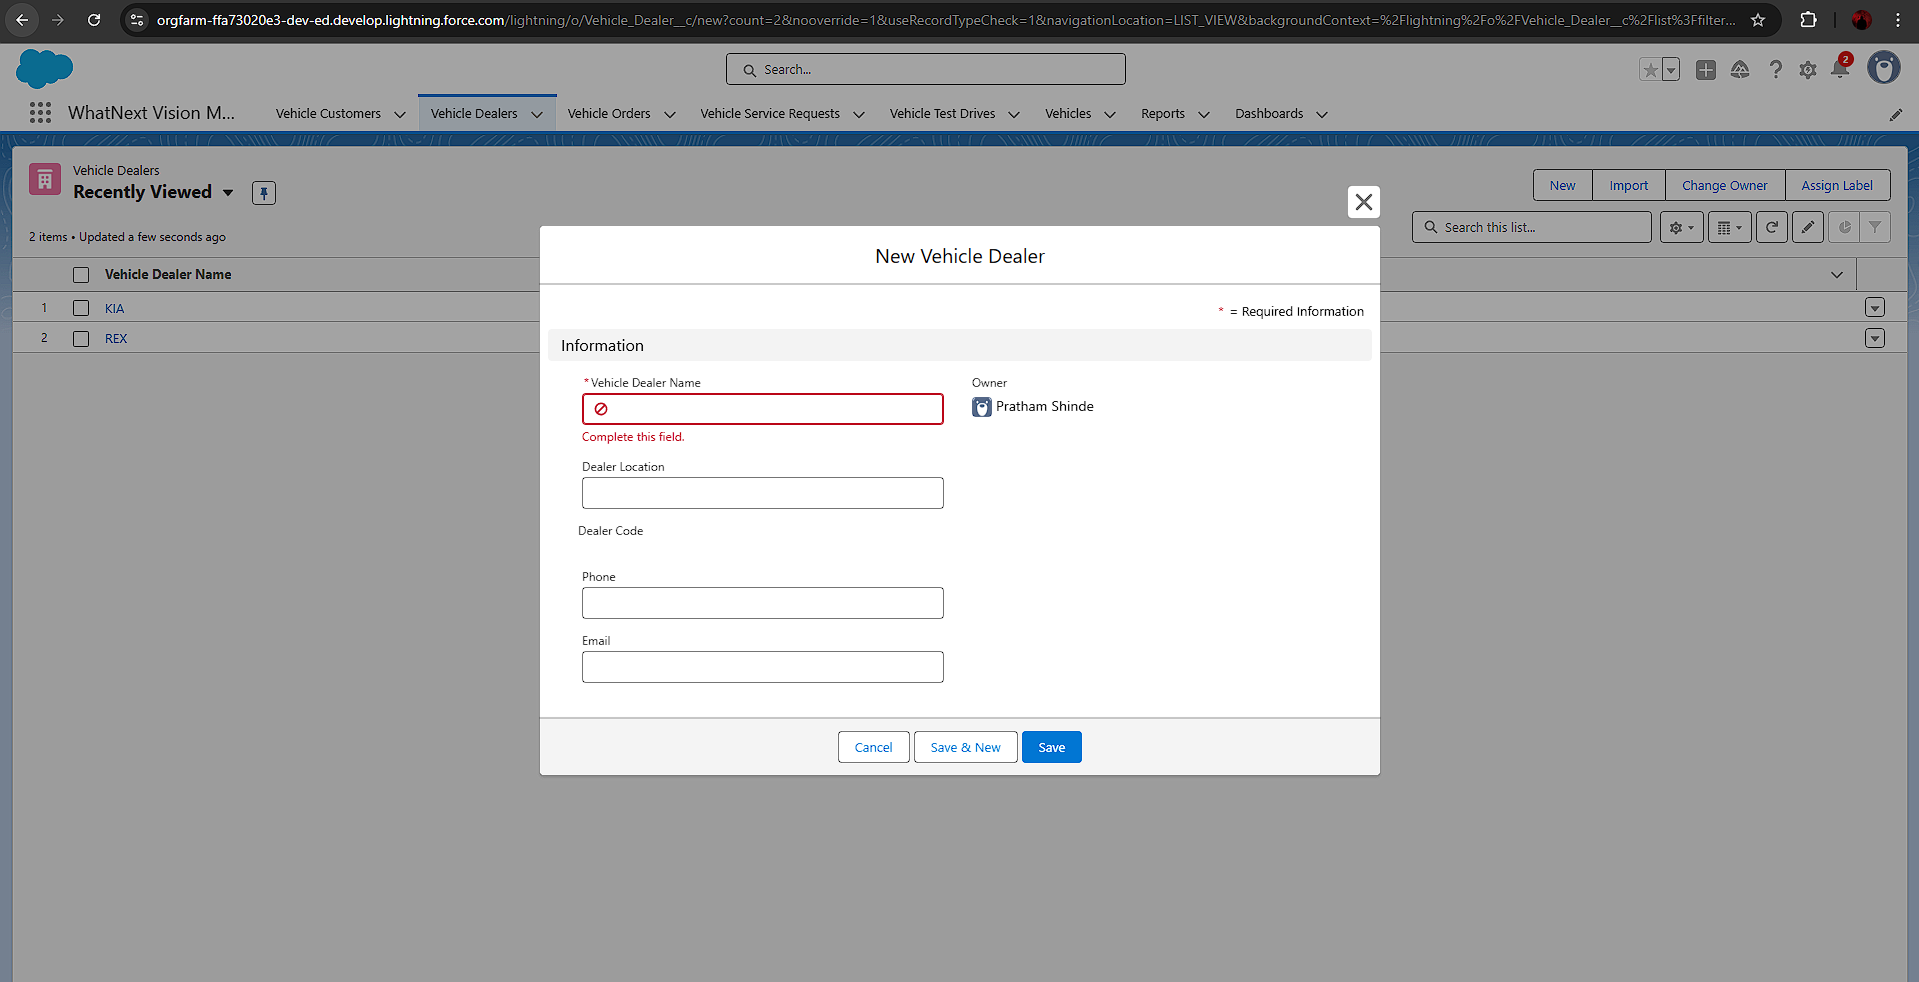 orgfarm-ffa73020e3-dev-ed.develop.lightning.force.com/lightning/o/Vehicle_Dealer__c/new?count=2&nooverride=1&useRecordTypeCheck=1&navigationLocation=LIST_VIEW&backgroundContext=%2Flightning%2Fo%2FVehicle_Dealer__c%2Flist%3Ffilter...
Search...
2
WhatNext Vision M...
Vehicle Customers
Vehicle Dealers
Vehicle Orders
Vehicle Service Requests
Vehicle Test Drives
Vehicles
Reports
Dashboards
Vehicle Dealers
Recently Viewed
New
Import
Change Owner
Assign Label
2 items • Updated a few seconds ago
Search this list...
Vehicle Dealer Name
1 KIA
2 REX
New Vehicle Dealer
* = Required Information
Information
*Vehicle Dealer Name
Complete this field.
Owner
Pratham Shinde
Dealer Location
Dealer Code
Phone
Email
Cancel
Save & New
Save